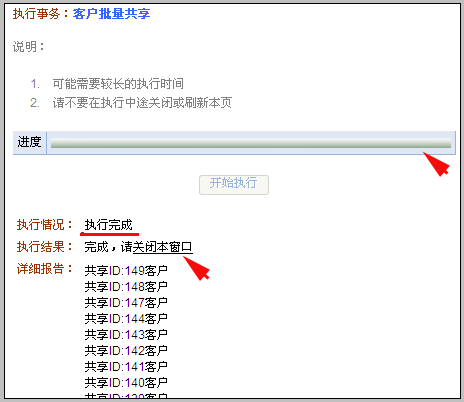 执行事务：客户批量共享
说明：
1. 可能需要较长的执行时间
2. 请不要在执行中途关闭或刷新本页
进度
开始执行
执行情况： 执行完成
执行结果： 完成，请关闭本窗口
详细报告： 共享ID:149客户
共享ID:148客户
共享ID:147客户
共享ID:144客户
共享ID:143客户
共享ID:142客户
共享ID:141客户
共享ID:140客户
共享ID:139客户